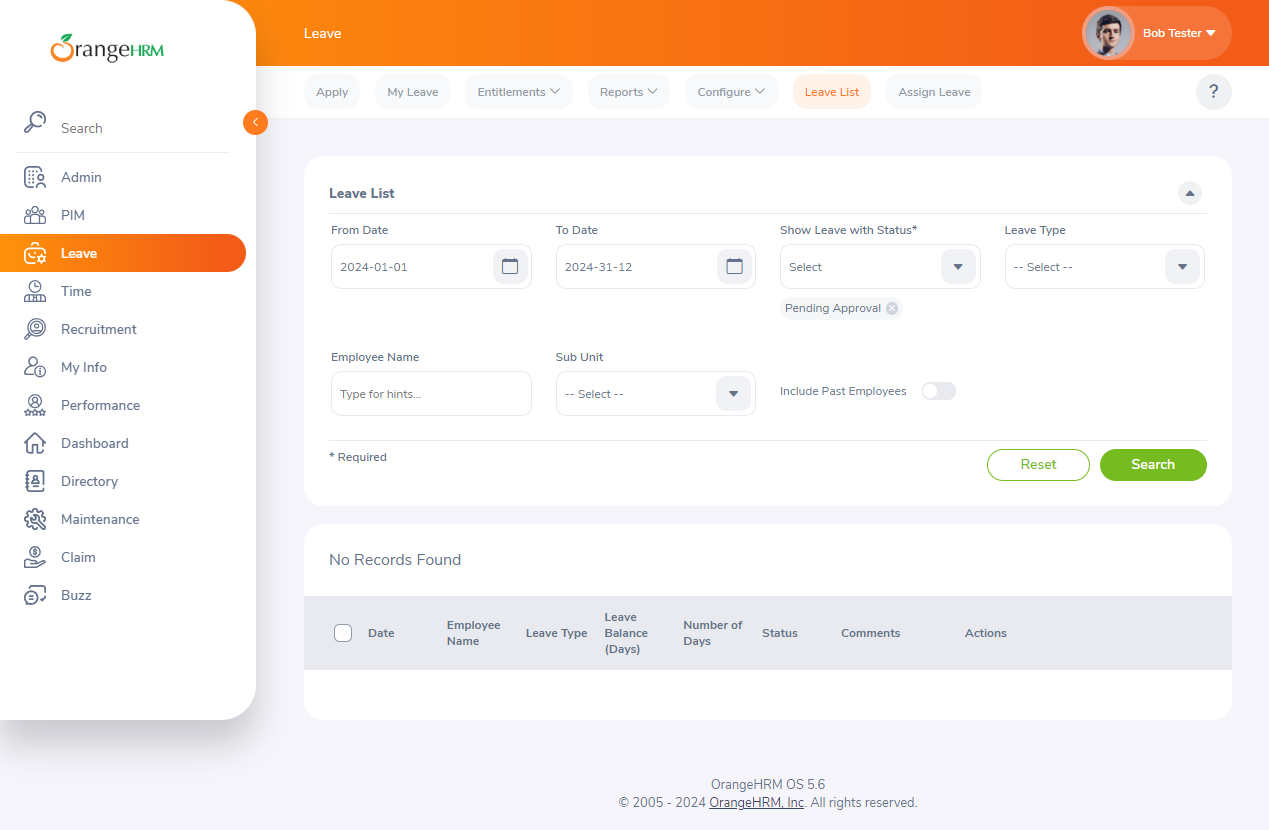 OrangeHRM
Leave
Bob Tester
Apply
My Leave
Entitlements
Reports
Configure
Leave List
Assign Leave
?
Search
Admin
PIM
Leave
Time
Recruitment
My Info
Performance
Dashboard
Directory
Maintenance
Claim
Buzz
Leave List
From Date
To Date
Show Leave with Status*
Leave Type
2024-01-01
2024-31-12
Select
-- Select --
Pending Approval
Employee Name
Sub Unit
Type for hints...
-- Select --
Include Past Employees
* Required
Reset
Search
No Records Found
Date
Employee
Name
Leave Type
Leave
Balance
(Days)
Number of
Days
Status
Comments
Actions
OrangeHRM OS 5.6
© 2005 - 2024 OrangeHRM, Inc. All rights reserved.